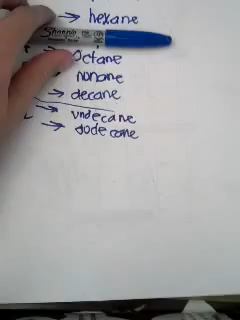 → hexane
Sharpie
octane
nonane
→ decane
→ undecane
→ dodecane